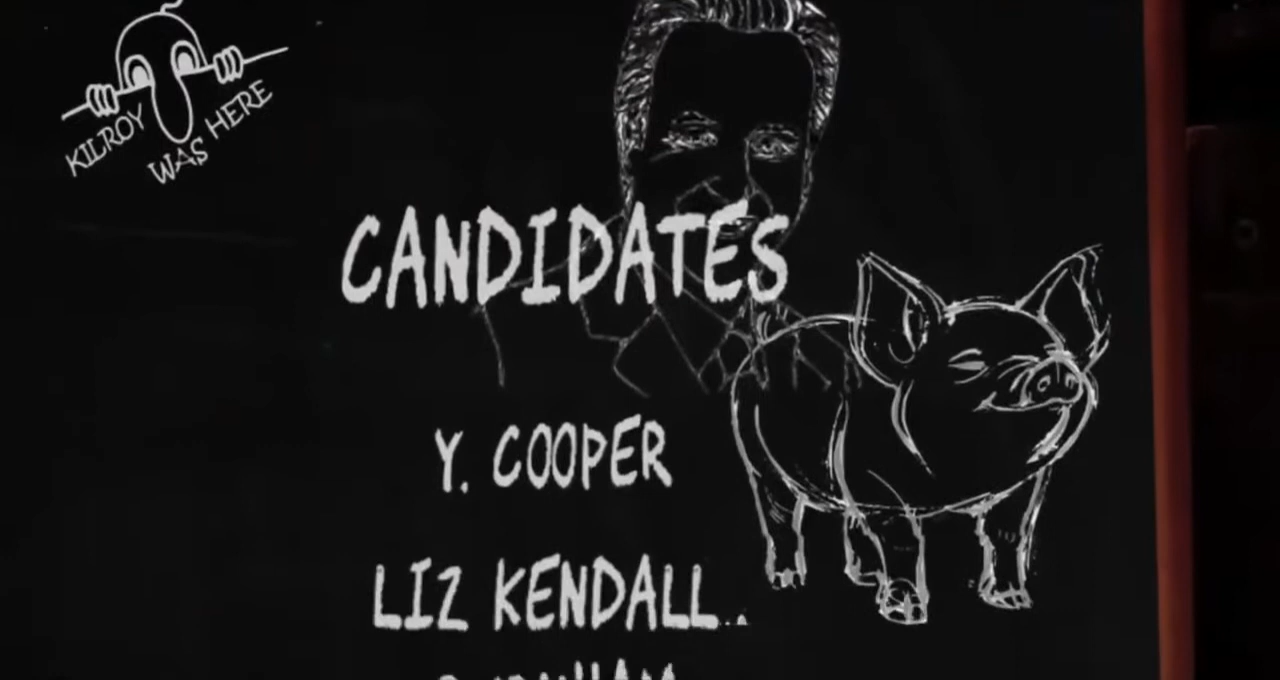 KILROY
WAS HERE
CANDIDATES
Y. COOPER
LIZ KENDALL..